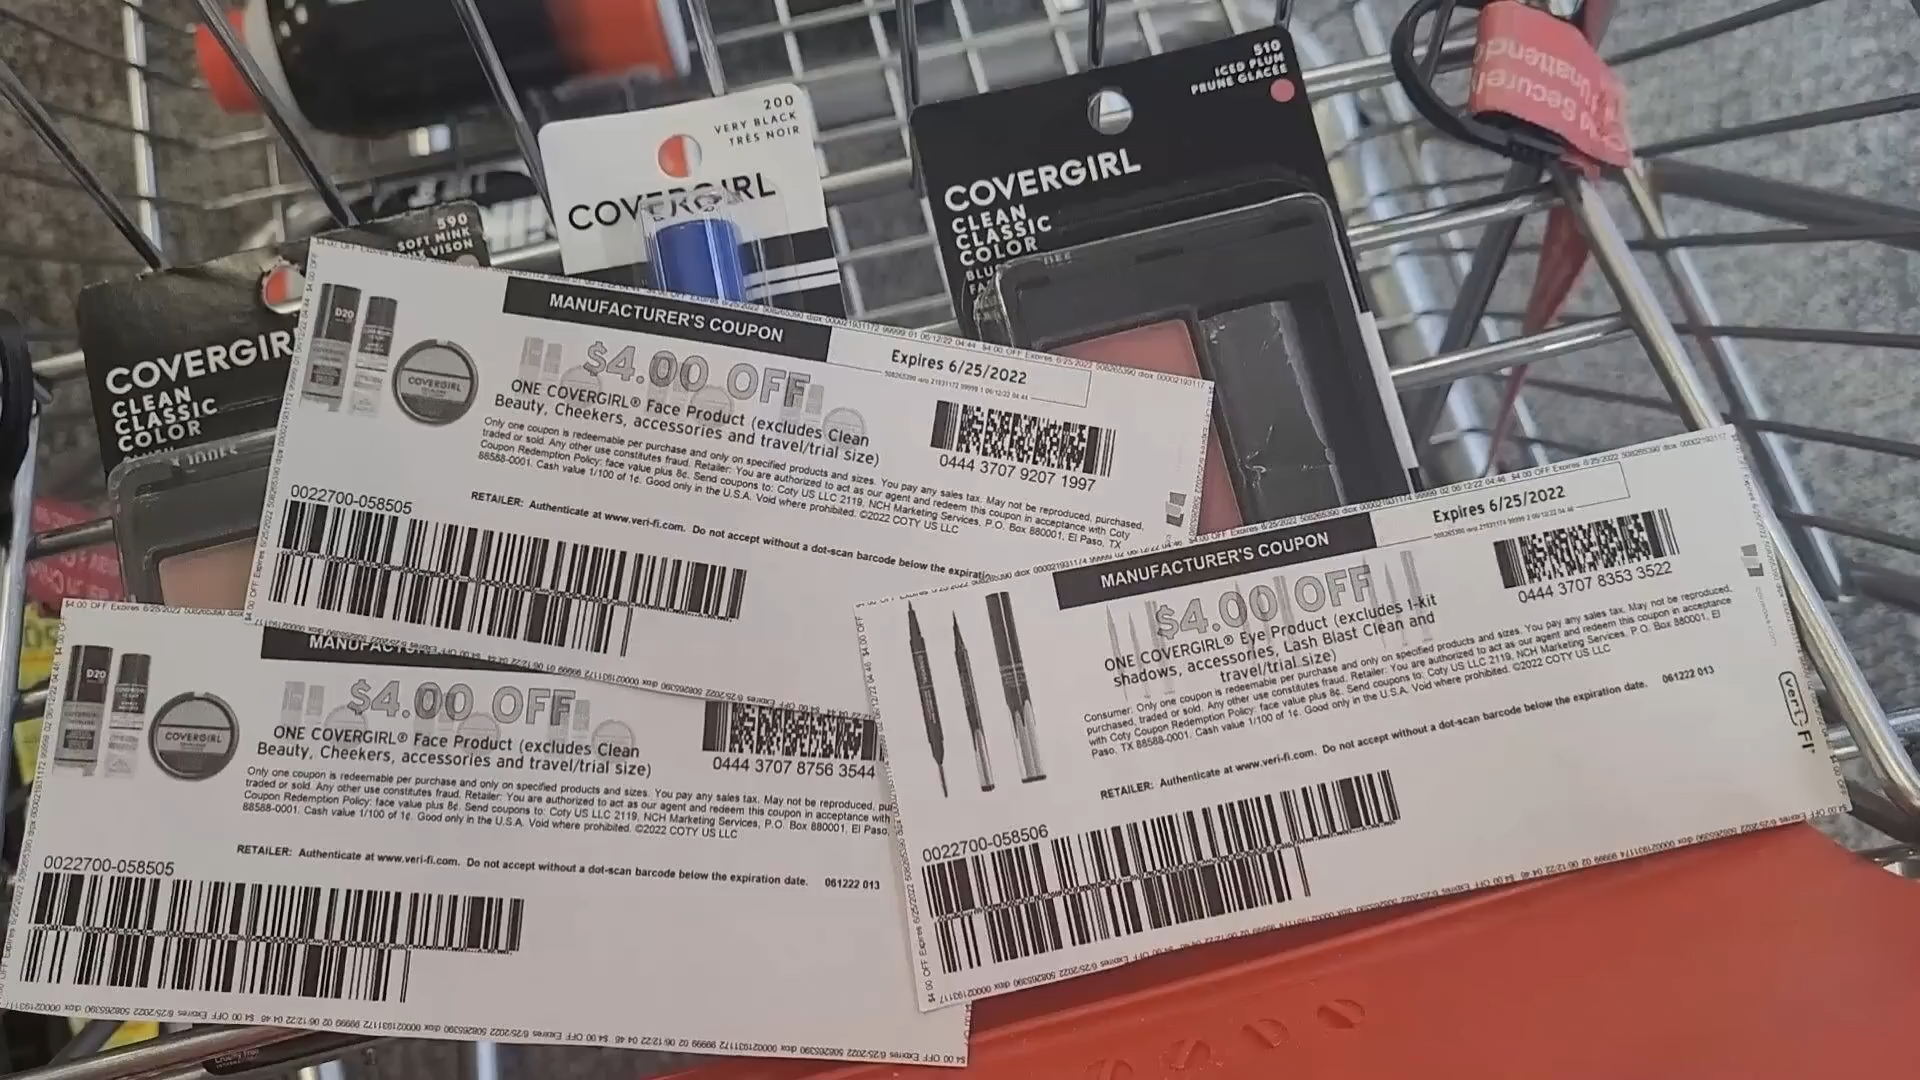 200
VERY BLACK
TRÈS NOIR
COVERGIRL
510
ICED PLUM
PRUNE GLACÉE
COVERGIRL
CLEAN
CLASSIC
COLOR
590
SOFT MINK
VISON
COVERGIR
CLEAN
CLASSIC
COLOR
MANUFACTURER'S COUPON
Expires 6/25/2022
$4.00 OFF
ONE COVERGIRL® Face Product (excludes Clean
Beauty, Cheekers, accessories and travel/trial size)
Only one coupon is redeemable per purchase and only on specified products and sizes. You pay any sales tax. May not be reproduced, purchased,
traded or sold. Any other use constitutes fraud. Retailer: You are authorized to act as our agent and redeem this coupon in acceptance with Coty
Coupon Redemption Policy: face value plus 8¢. Send coupons to: Coty US LLC 2119, NCH Marketing Services, P.O. Box 880001, El Paso, TX
88588-0001. Cash value 1/100 of 1¢. Good only in the U.S.A. Void where prohibited. ©2022 COTY US LLC
0444 3707 9207 1997
0022700-058505
RETAILER: Authenticate at www.veri-fi.com. Do not accept without a dot-scan barcode below the expirati
D20
COVERGIRL
$4.00 OFF
ONE COVERGIRL® Face Product (excludes Clean
Beauty, Cheekers, accessories and travel/trial size)
Only one coupon is redeemable per purchase and only on specified products and sizes. You pay any sales tax. May not be reproduced, pu
traded or sold. Any other use constitutes fraud. Retailer: You are authorized to act as our agent and redeem this coupon in acceptance with
Coupon Redemption Policy: face value plus 8¢. Send coupons to: Coty US LLC 2119, NCH Marketing Services, P.O. Box 880001, El Paso,
88588-0001. Cash value 1/100 of 1¢. Good only in the U.S.A. Void where prohibited. ©2022 COTY US LLC
0444 3707 8756 3544
0022700-058505
RETAILER: Authenticate at www.veri-fi.com. Do not accept without a dot-scan barcode below the expiration date. 061222 013
D20
COVERGIRL
MANUFACTURER'S COUPON
Expires 6/25/2022
$4.00 OFF
ONE COVERGIRL® Eye Product (excludes 1-kit
shadows, accessories, Lash Blast Clean and
travel/trial size)
Consumer: Only one coupon is redeemable per purchase and only on specified products and sizes. You pay any sales tax. May not be reproduced,
purchased, traded or sold. Any other use constitutes fraud. Retailer: You are authorized to act as our agent and redeem this coupon in acceptance
with Coty Coupon Redemption Policy: face value plus 8¢. Send coupons to: Coty US LLC 2119, NCH Marketing Services, P.O. Box 880001, El
Paso, TX 88588-0001. Cash value 1/100 of 1¢. Good only in the U.S.A. Void where prohibited. ©2022 COTY US LLC
0444 3707 8353 3522
RETAILER: Authenticate at www.veri-fi.com. Do not accept without a dot-scan barcode below the expiration date. 061222 013
0022700-058506
veri-fi